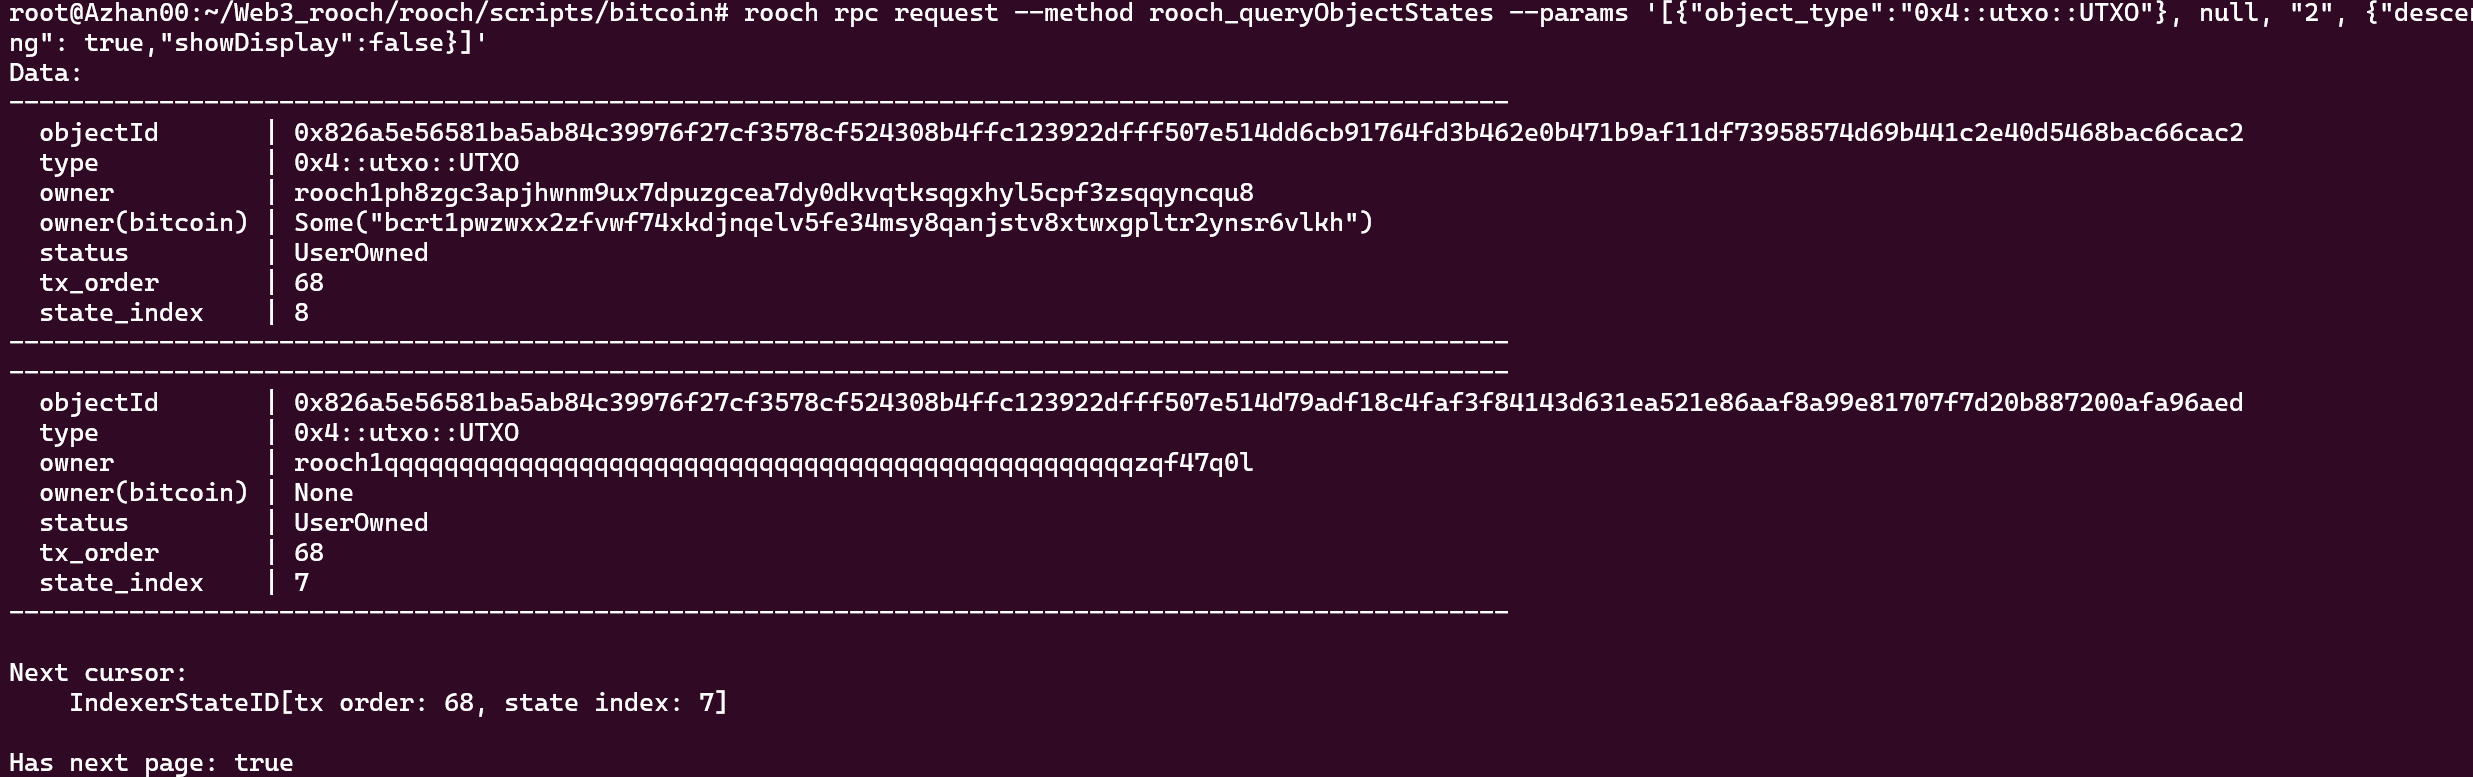 root@Azhan00:~/Web3_rooch/rooch/scripts/bitcoin# rooch rpc request --method rooch_queryObjectStates --params '[{"object_type":"0x4::utxo::UTXO"}, null, "2", {"descen
ng": true,"showDisplay":false}]'
Data:
----------------------------------------------------------------------------------------------------
objectId       | 0x826a5e56581ba5ab84c39976f27cf3578cf524308b4ffc123922dfff507e514dd6cb91764fd3b462e0b471b9af11df73958574d69b441c2e40d5468bac66cac2
type           | 0x4::utxo::UTXO
owner          | rooch1ph8zgc3apjhwnm9ux7dpuzgcea7dy0dkvqtksqgxhyl5cpf3zsqqyncqu8
owner(bitcoin) | Some("bcrt1pwzwxx2zfvwf74xkdjnqelv5fe34msy8qanjstv8xtwxgpltr2ynsr6vlkh")
status         | UserOwned
tx_order       | 68
state_index    | 8
----------------------------------------------------------------------------------------------------
----------------------------------------------------------------------------------------------------
objectId       | 0x826a5e56581ba5ab84c39976f27cf3578cf524308b4ffc123922dfff507e514d79adf18c4faf3f84143d631ea521e86aaf8a99e81707f7d20b887200afa96aed
type           | 0x4::utxo::UTXO
owner          | rooch1qqqqqqqqqqqqqqqqqqqqqqqqqqqqqqqqqqqqqqqqqqqqqqqqqqzqf47q0l
owner(bitcoin) | None
status         | UserOwned
tx_order       | 68
state_index    | 7
----------------------------------------------------------------------------------------------------
Next cursor:
IndexerStateID[tx order: 68, state index: 7]
Has next page: true